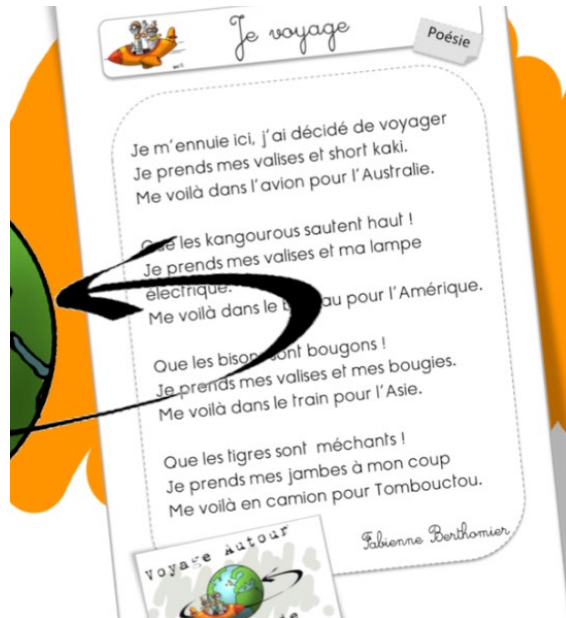 Je voyage
Poésie
Je m'ennuie ici, j'ai décidé de voyager
Je prends mes valises et short kaki.
Me voilà dans l'avion pour l'Australie.
Que les kangourous sautent haut !
Je prends mes valises et ma lampe
électrique.
Me voilà dans le pour l'Amérique.
Que les bisons sont bougons !
Je prends mes valises et mes bougies.
Me voilà dans le train pour l'Asie.
Que les tigres sont méchants !
Je prends mes jambes à mon coup
Me voilà en camion pour Tombouctou.
Fabienne Berthomier
Voyage Autour